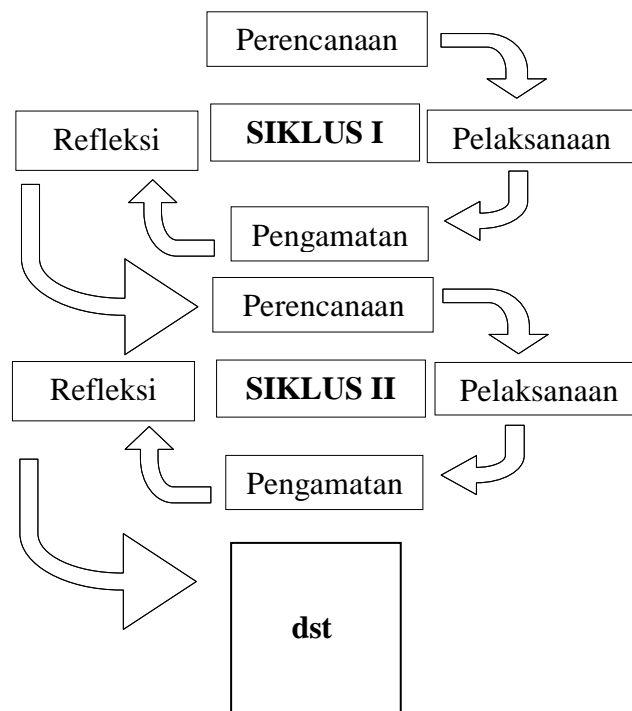 Perencanaan
Refleksi
SIKLUS I
Pelaksanaan
Pengamatan
Perencanaan
Refleksi
SIKLUS II
Pelaksanaan
Pengamatan
dst